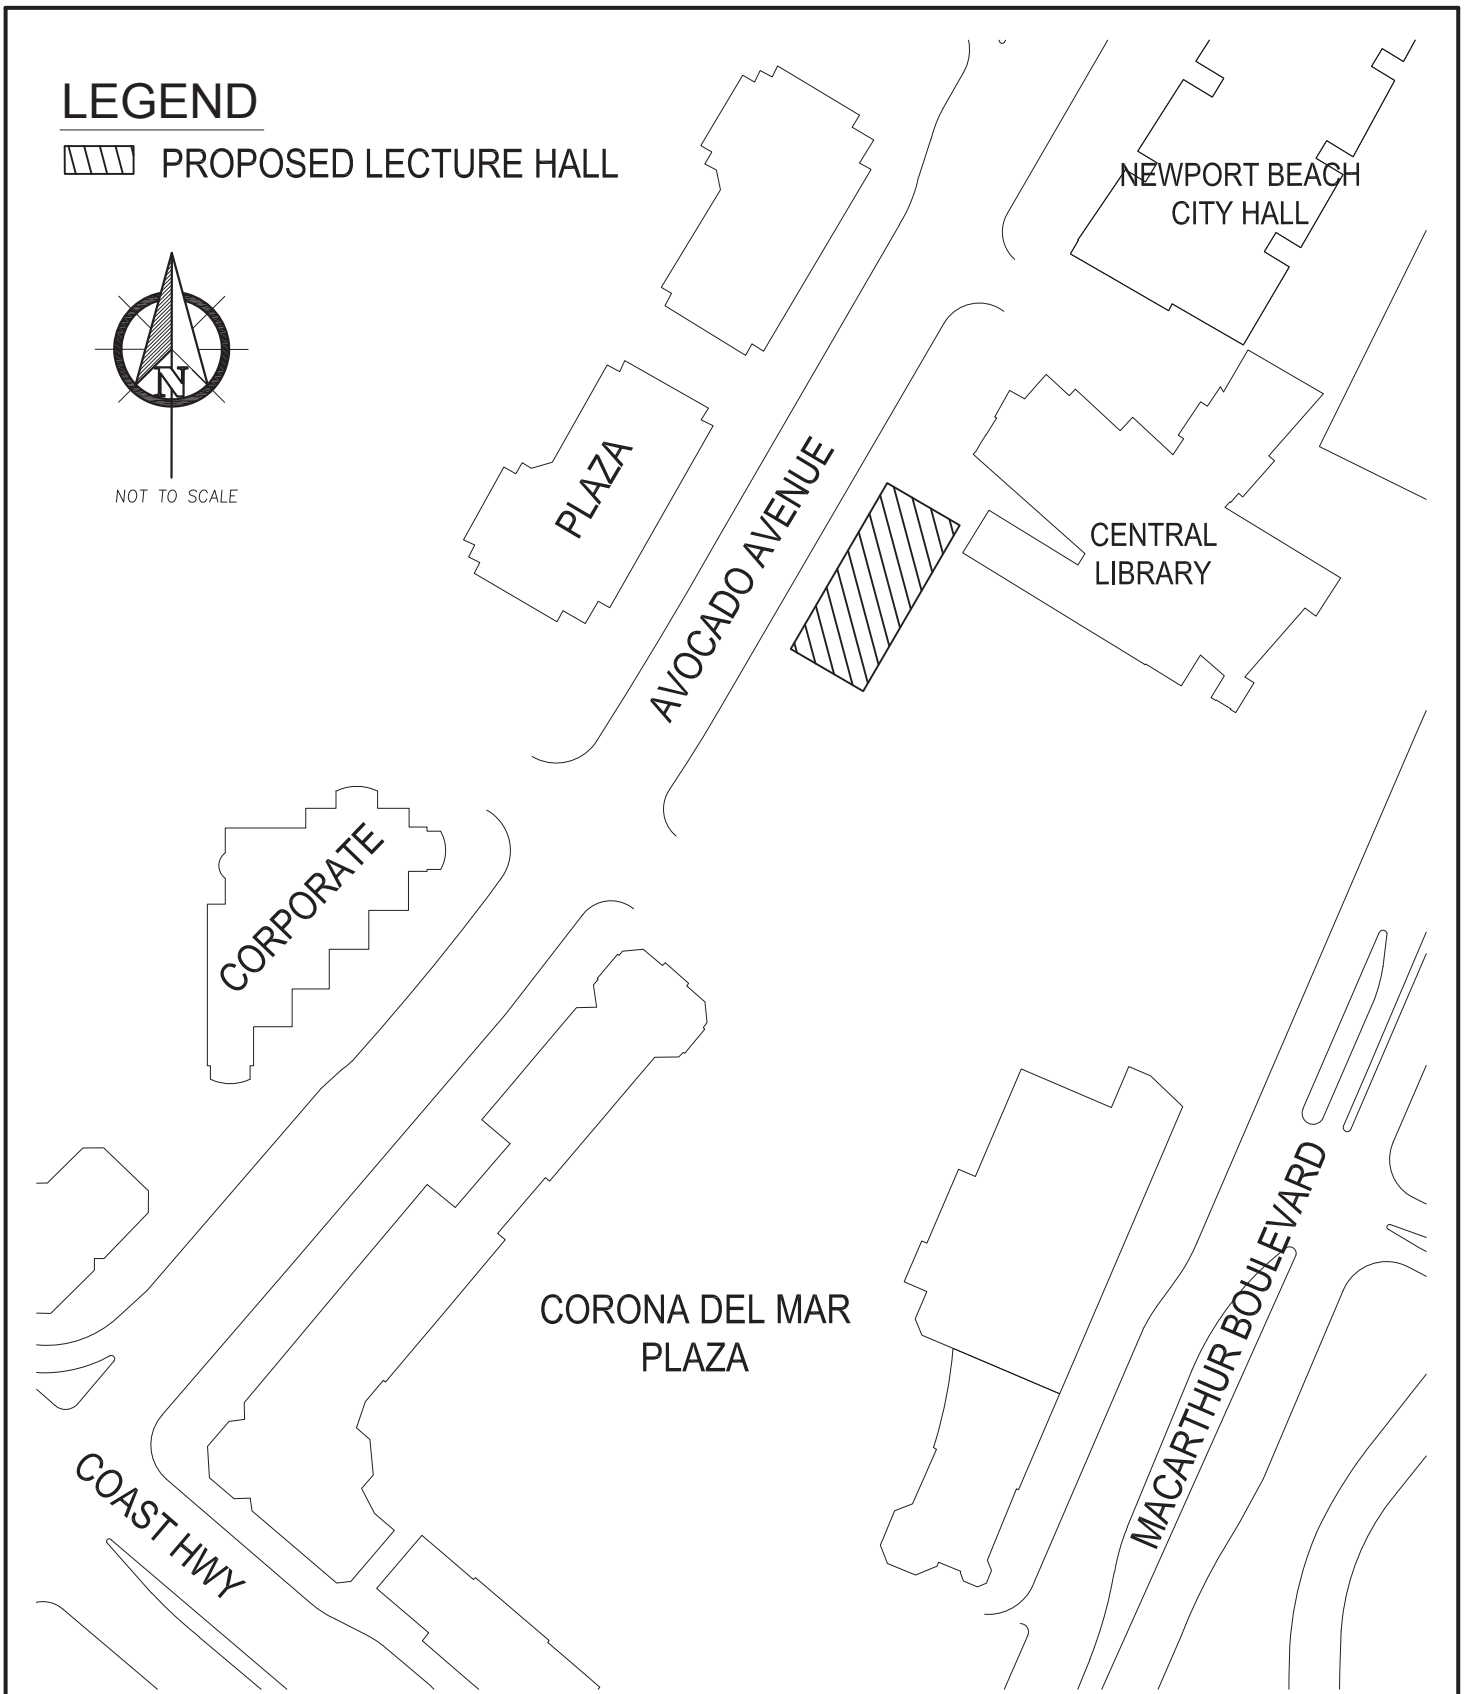 LEGEND
PROPOSED LECTURE HALL
N
NOT TO SCALE
NEWPORT BEACH
CITY HALL
PLAZA
AVOCADO AVENUE
CENTRAL
LIBRARY
CORPORATE
CORONA DEL MAR
PLAZA
MACARTHUR BOULEVARD
COAST HWY